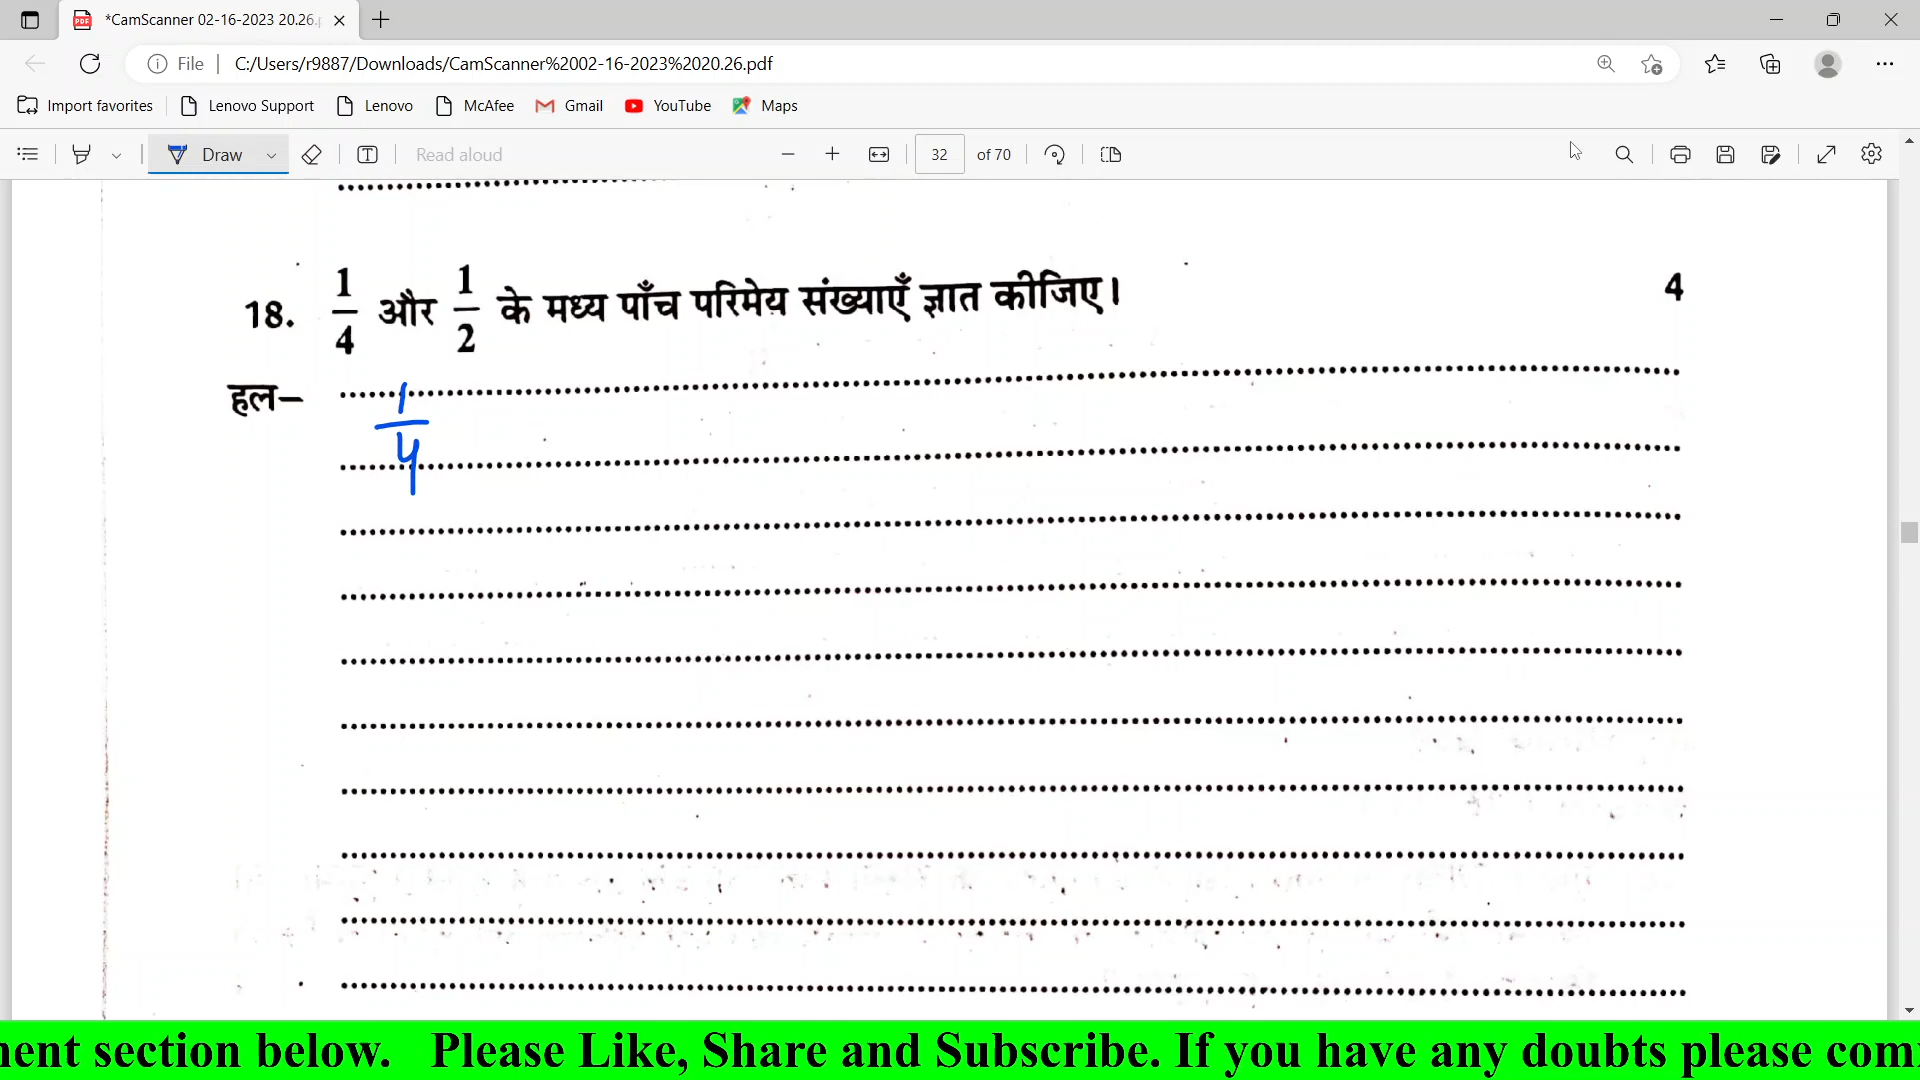 *CamScanner 02-16-2023 20.26.p
File C:/Users/r9887/Downloads/CamScanner%2002-16-2023%2020.26.pdf
Import favorites Lenovo Support Lenovo McAfee Gmail YouTube Maps
Draw Read aloud 32 of 70
18. 1/4 और 1/2 के मध्य पाँच परिमेय संख्याएँ ज्ञात कीजिए। 4
हल–
1/4
section below. Please Like, Share and Subscribe. If you have any doubts please